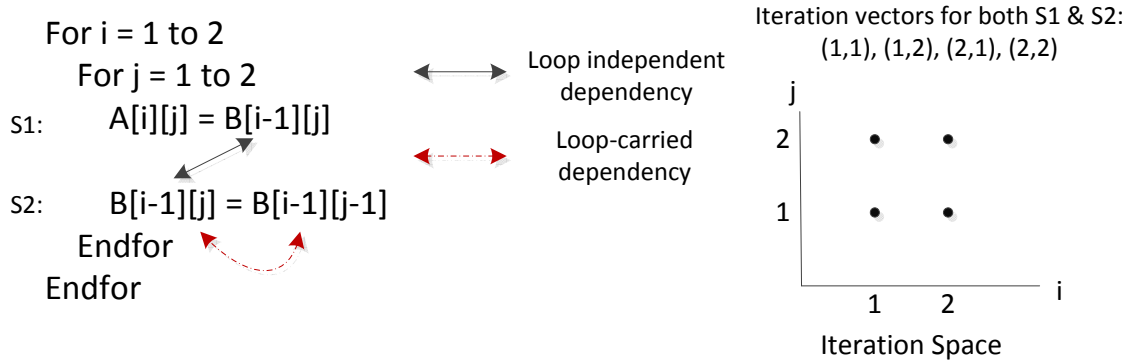 For i = 1 to 2
For j = 1 to 2
S1: A[i][j] = B[i-1][j]
S2: B[i-1][j] = B[i-1][j-1]
Endfor
Endfor
Loop independent
dependency
Loop-carried
dependency
Iteration vectors for both S1 & S2:
(1,1), (1,2), (2,1), (2,2)
j
2
1
1 2
i
Iteration Space